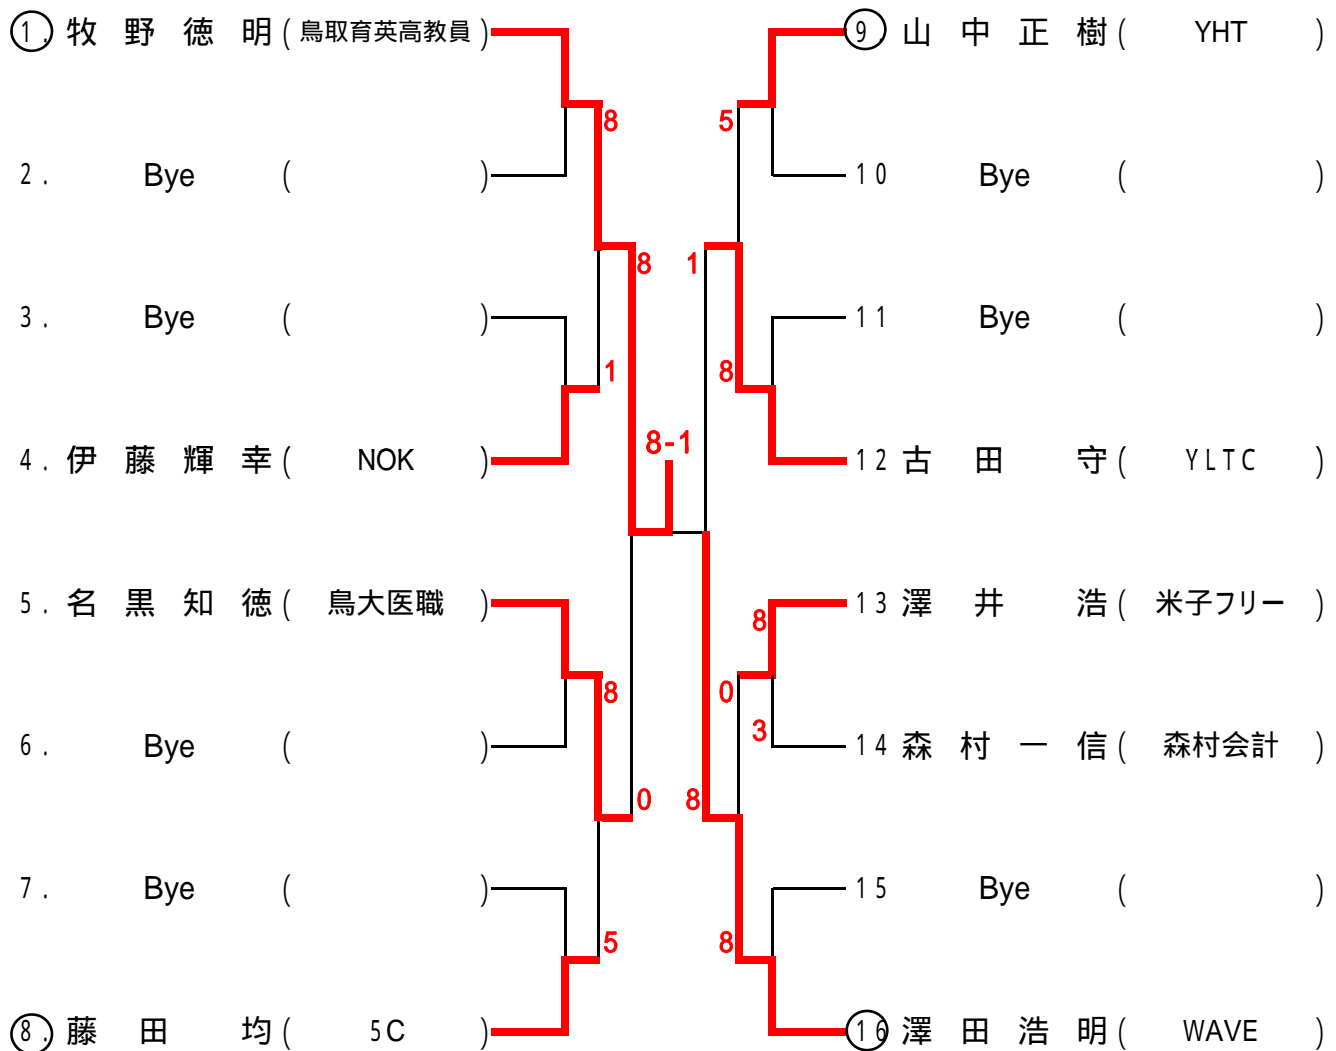 1. 牧野徳明 ( 鳥取育英高教員 )
2. Bye ( )
3. Bye ( )
4. 伊藤輝幸 ( NOK )
5. 名黒知徳 ( 鳥大医職 )
6. Bye ( )
7. Bye ( )
8. 藤田均 ( 5C )
8
1
8
5
8
0
8-1
5
8
8
3
0
8
1
8
9 山中正樹 ( YHT )
10 Bye ( )
11 Bye ( )
12 古田守 ( YLTC )
13 澤井浩 ( 米子フリー )
14 森村一信 ( 森村会計 )
15 Bye ( )
16 澤田浩明 ( WAVE )